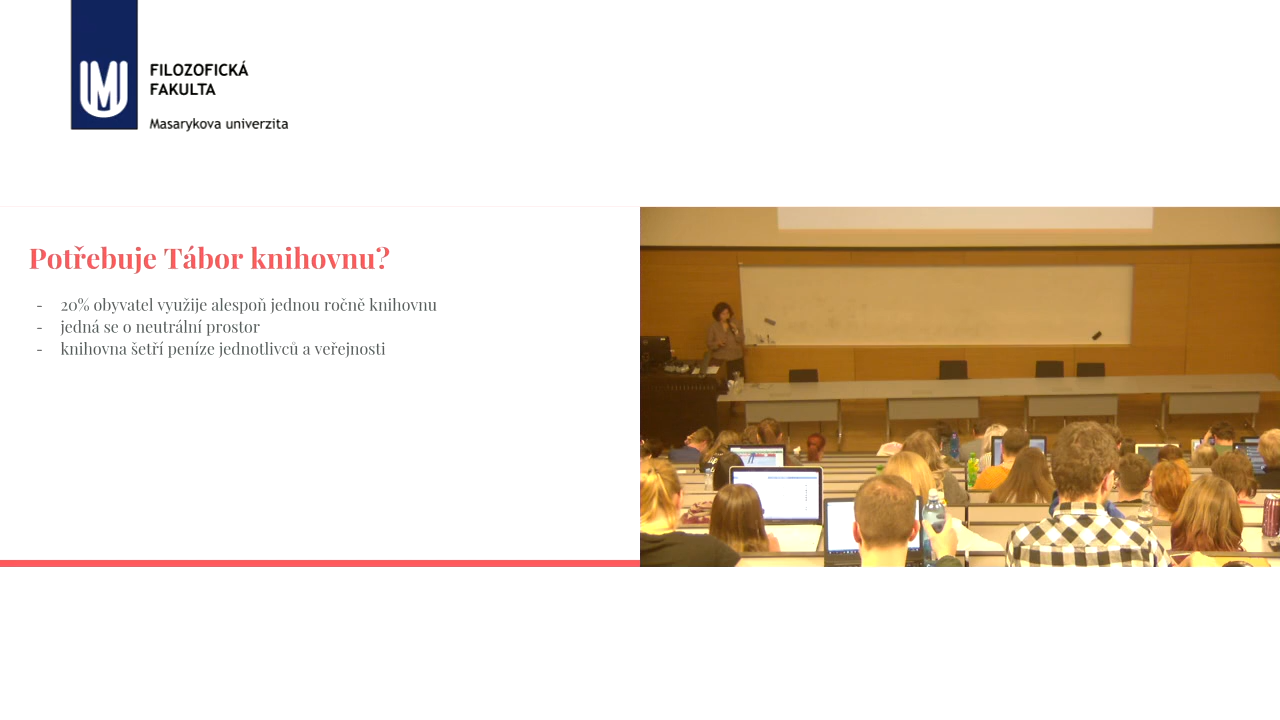 FILOZOFICKÁ
FAKULTA
Masarykova univerzita
Potřebuje Tábor knihovnu?
- 20% obyvatel využije alespoň jednou ročně knihovnu
- jedná se o neutrální prostor
- knihovna šetří peníze jednotlivců a veřejnosti